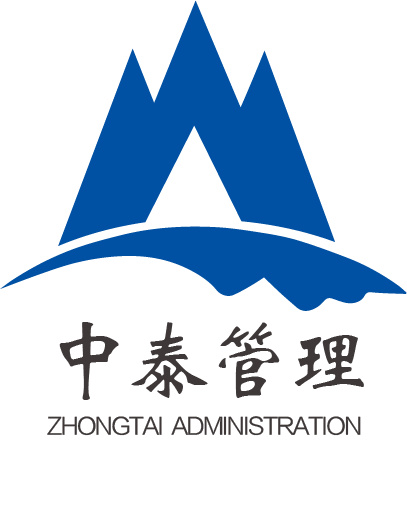 中泰管理
ZHONGTAI ADMINISTRATION